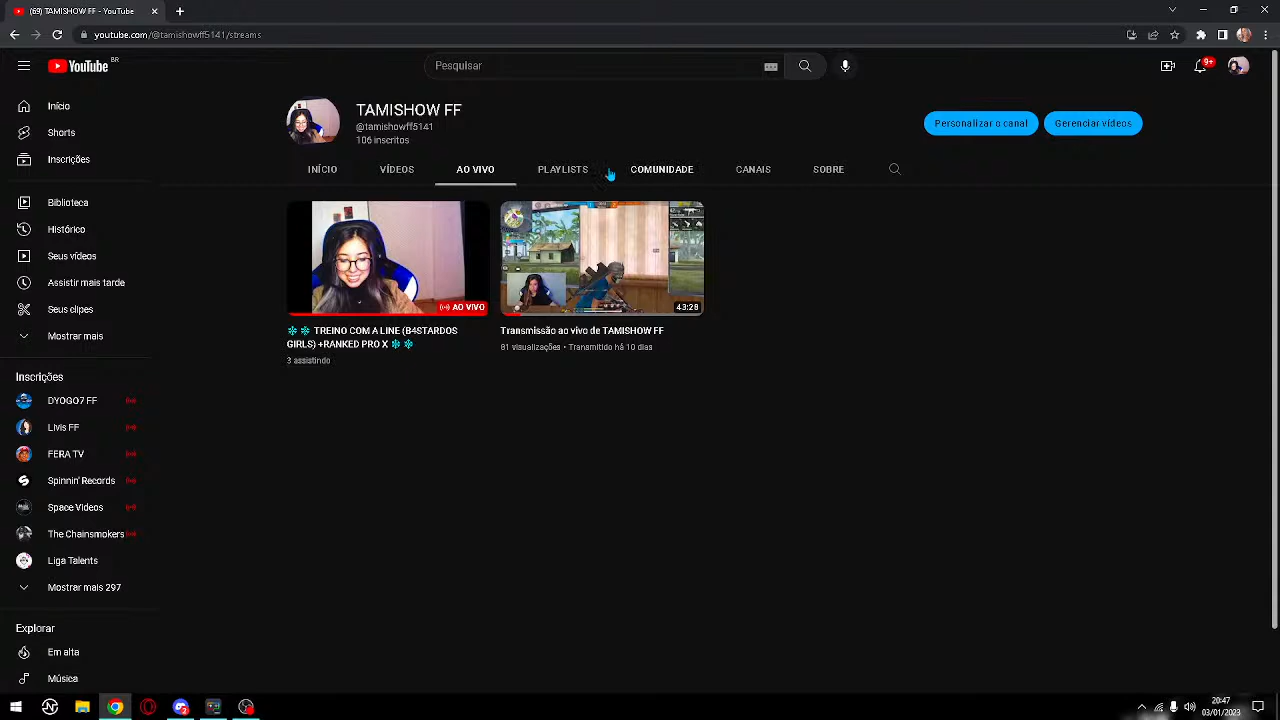 (69) TAMISHOW FF - YouTube
youtube.com/@tamishowff5141/streams
YouTube BR
Pesquisar
9+
Início
Shorts
Inscrições
Biblioteca
Histórico
Seus vídeos
Assistir mais tarde
Seus clipes
Mostrar mais
Inscrições
DYOGO7 FF
Livis FF
FERA TV
Spinnin' Records
Space Videos
The Chainsmokers
Liga Talents
Mostrar mais 297
Explorar
Em alta
Música
TAMISHOW FF
@tamishowff5141
106 inscritos
Personalizar o canal
Gerenciar vídeos
INÍCIO
VÍDEOS
AO VIVO
PLAYLISTS
COMUNIDADE
CANAIS
SOBRE
AO VIVO
TREINO COM A LINE (B4STARDOS
GIRLS) +RANKED PRO X
3 assistindo
43:28
Transmissão ao vivo de TAMISHOW FF
81 visualizações • Transmitido há 10 dias
20:47
03/01/2023